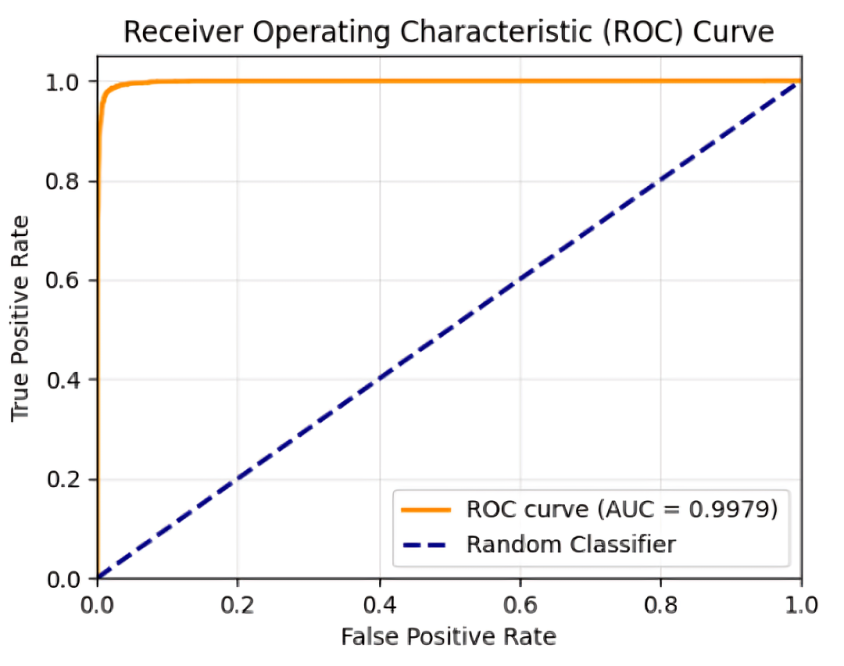 Receiver Operating Characteristic (ROC) Curve
True Positive Rate
1.0
0.8
0.6
0.4
0.2
0.0
ROC curve (AUC = 0.9979)
Random Classifier
0.0 0.2 0.4 0.6 0.8 1.0
False Positive Rate